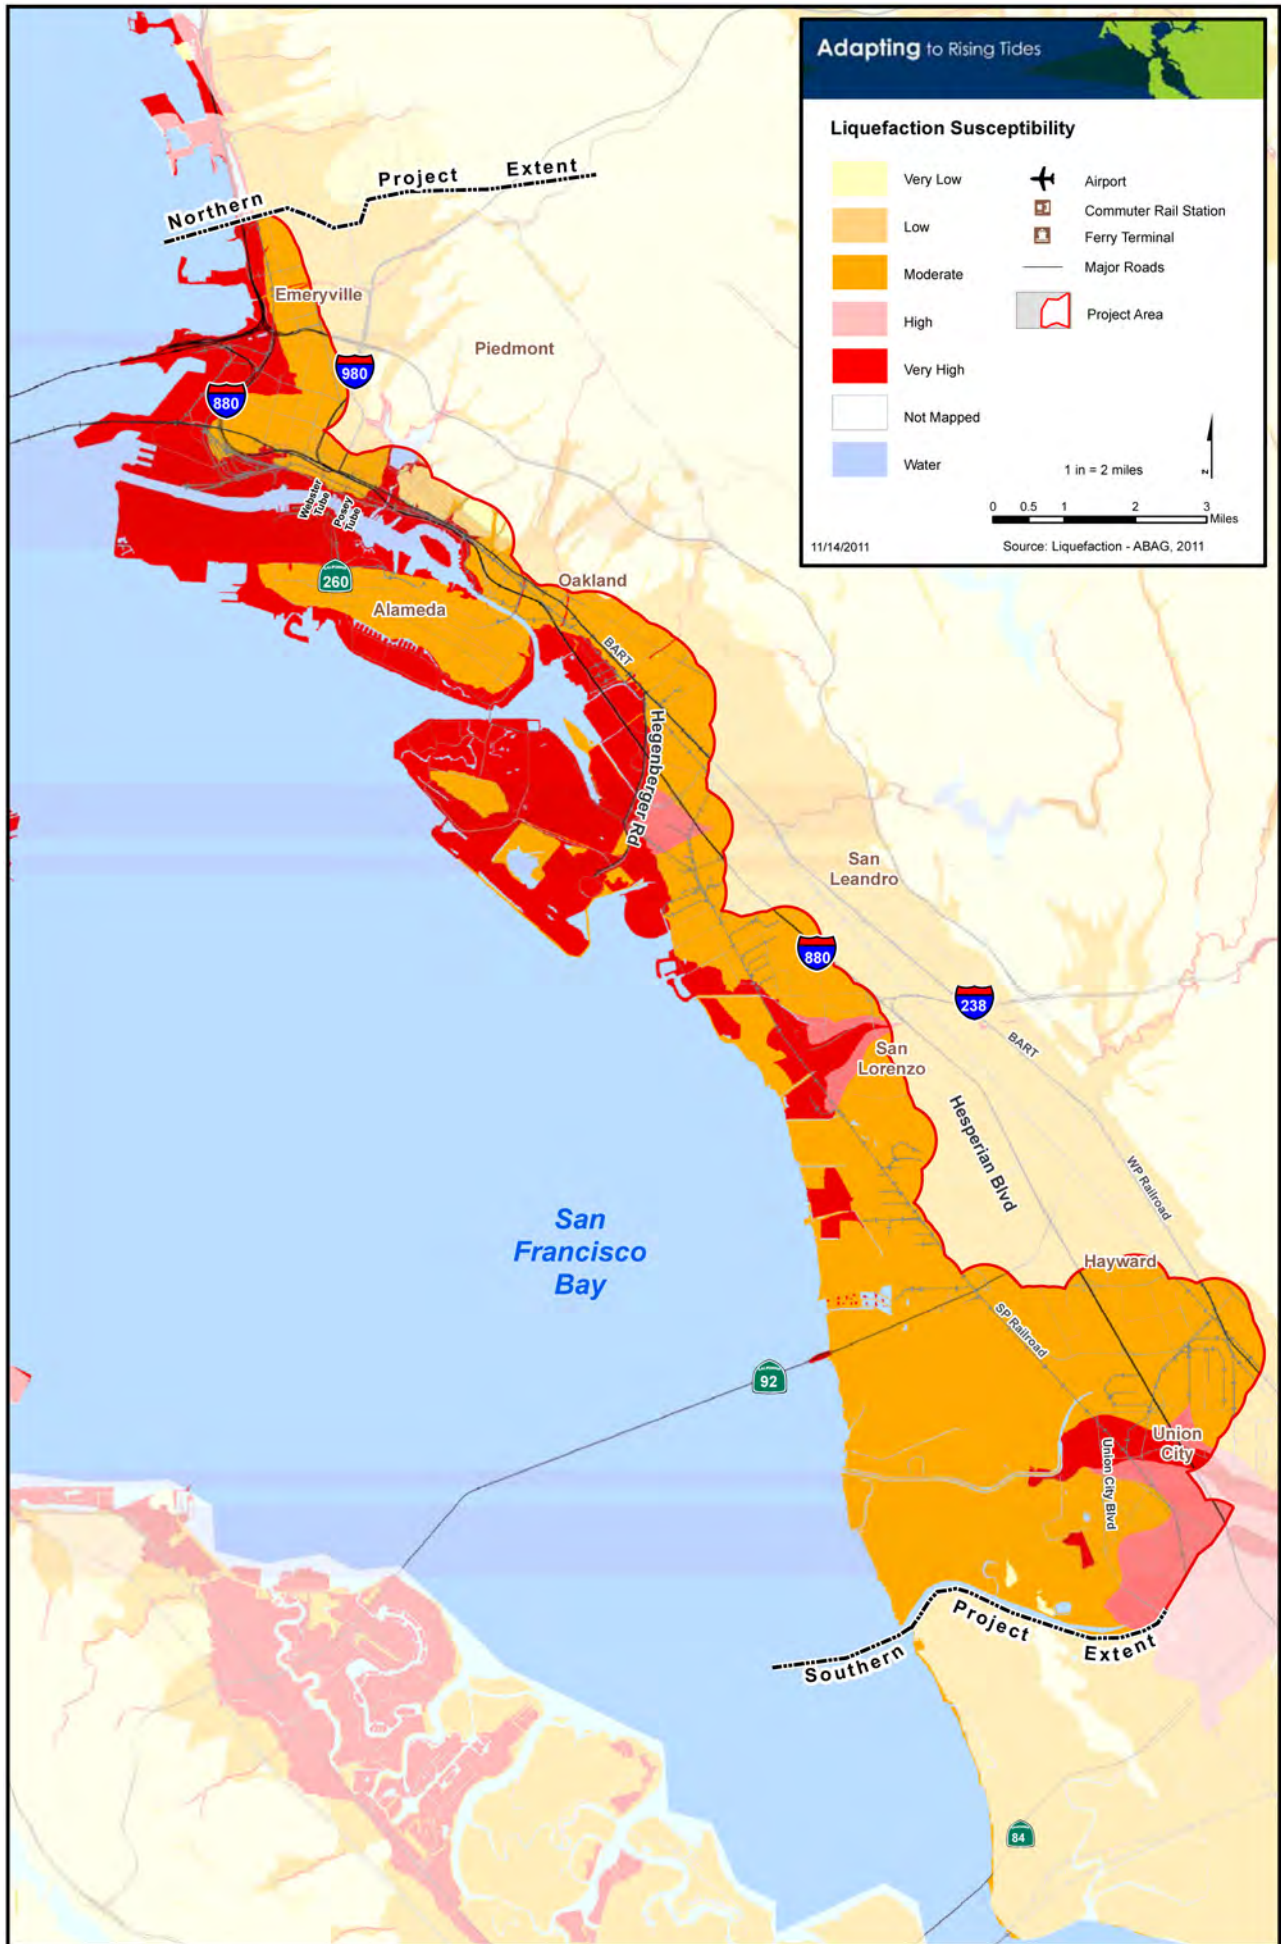 Adapting to Rising Tides
Liquefaction Susceptibility
Very Low
Low
Moderate
High
Very High
Not Mapped
Water
Airport
Commuter Rail Station
Ferry Terminal
Major Roads
Project Area
N
1 in = 2 miles
0 0.5 1 2 3
Miles
11/14/2011
Source: Liquefaction - ABAG, 2011
Northern Project Extent
Emeryville
Piedmont
980
880
Webster
Tube
Posey
Tube
260
Alameda
Oakland
BART
Hegenberger Rd
San
Leandro
880
238
BART
San
Lorenzo
Hesperian Blvd
WP Railroad
San
Francisco
Bay
Hayward
SP Railroad
92
Union
City
Union City Blvd
Southern Project Extent
84